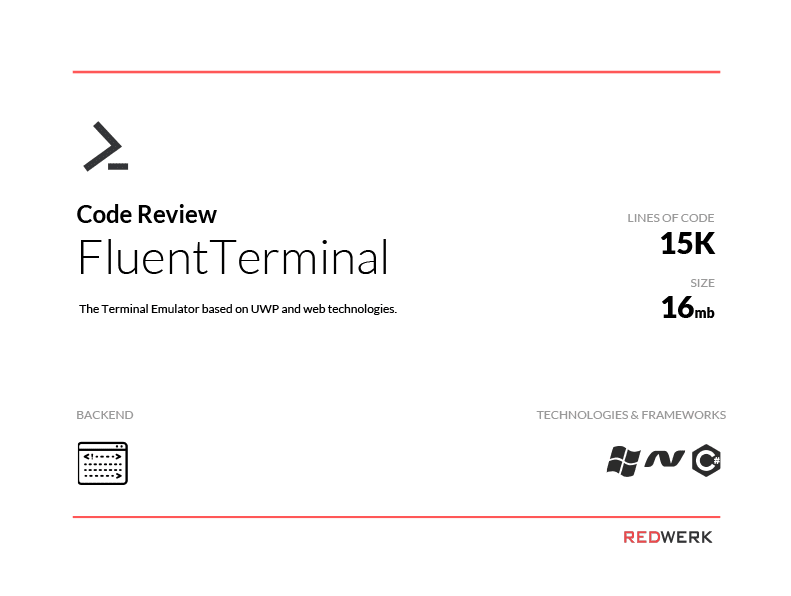 Code Review
FluentTerminal
The Terminal Emulator based on UWP and web technologies.
LINES OF CODE
15K
SIZE
16mb
BACKEND
TECHNOLOGIES & FRAMEWORKS
C#
REDWERK